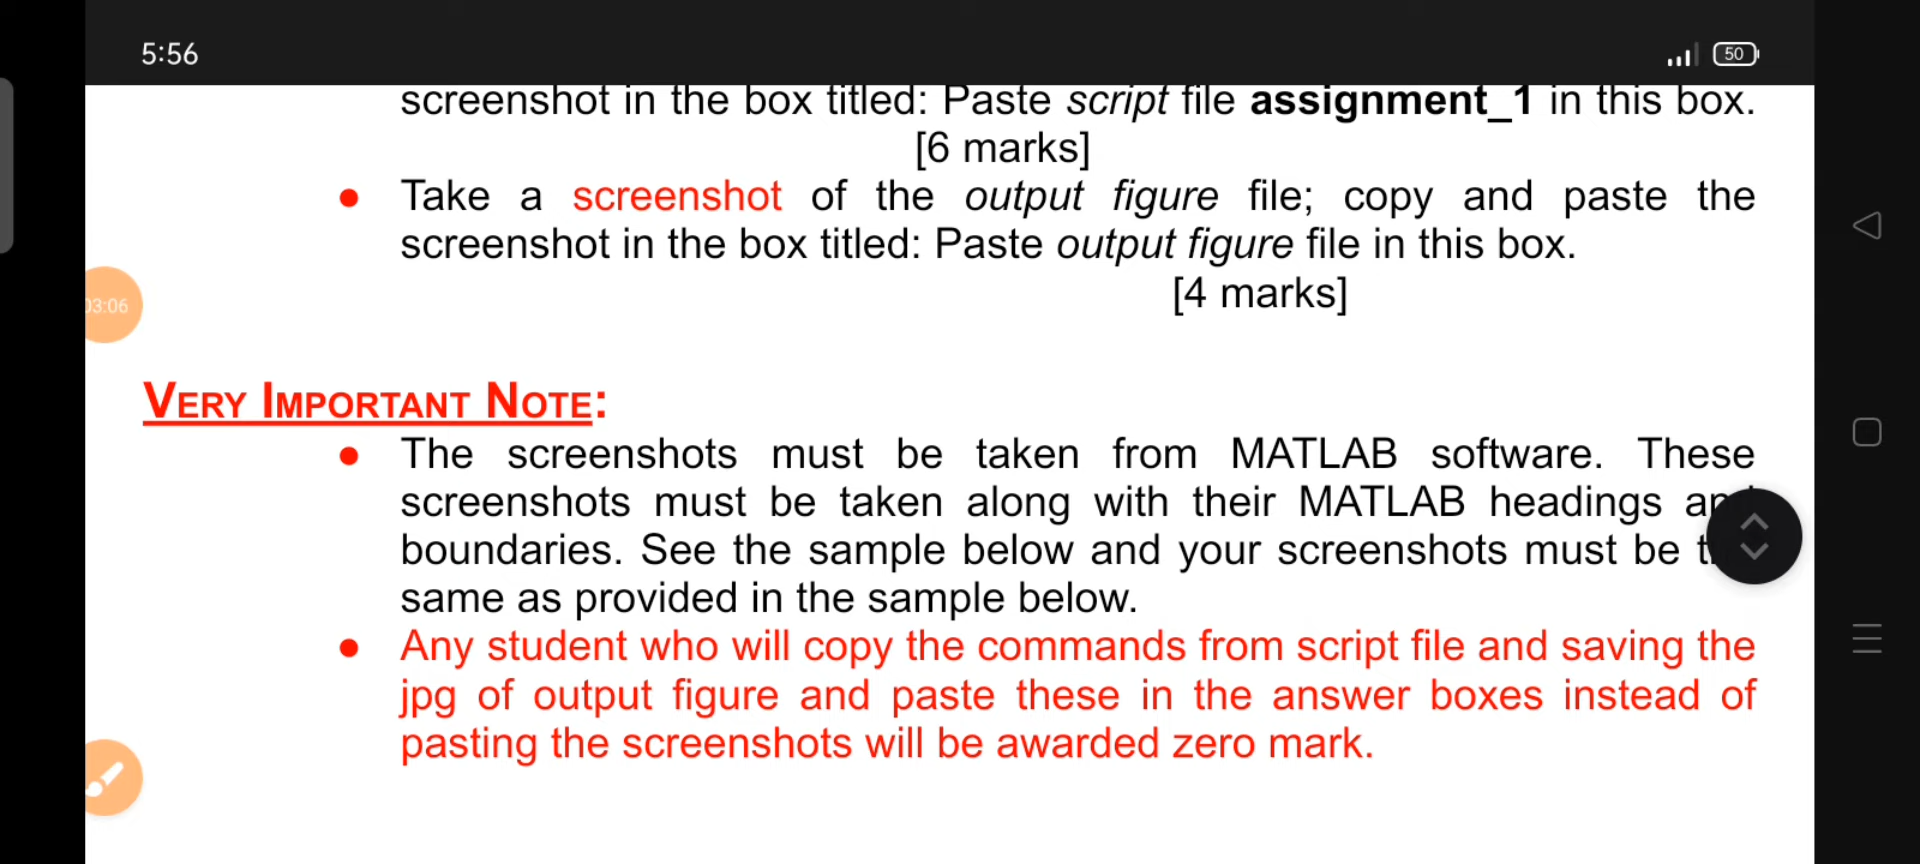 5:56
50
screenshot in the box titled: Paste script file assignment_1 in this box.
[6 marks]
Take a screenshot of the output figure file; copy and paste the
screenshot in the box titled: Paste output figure file in this box.
[4 marks]
03:06
VERY IMPORTANT NOTE:
The screenshots must be taken from MATLAB software. These
screenshots must be taken along with their MATLAB headings
boundaries. See the sample below and your screenshots must be
same as provided in the sample below.
Any student who will copy the commands from script file and saving the
jpg of output figure and paste these in the answer boxes instead of
pasting the screenshots will be awarded zero mark.